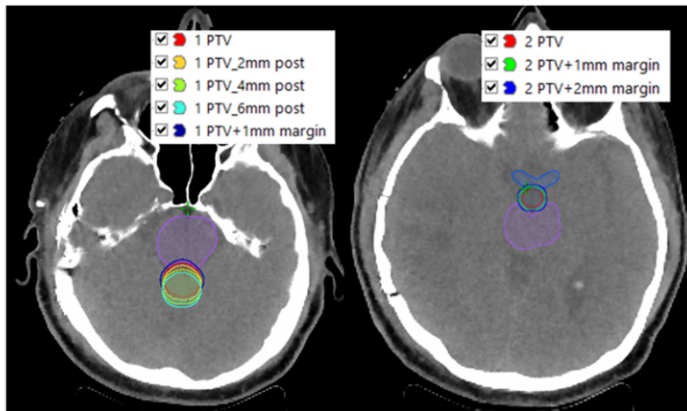 1 PTV
1 PTV_2mm post
1 PTV_4mm post
1 PTV_6mm post
1 PTV+1mm margin
2 PTV
2 PTV+1mm margin
2 PTV+2mm margin